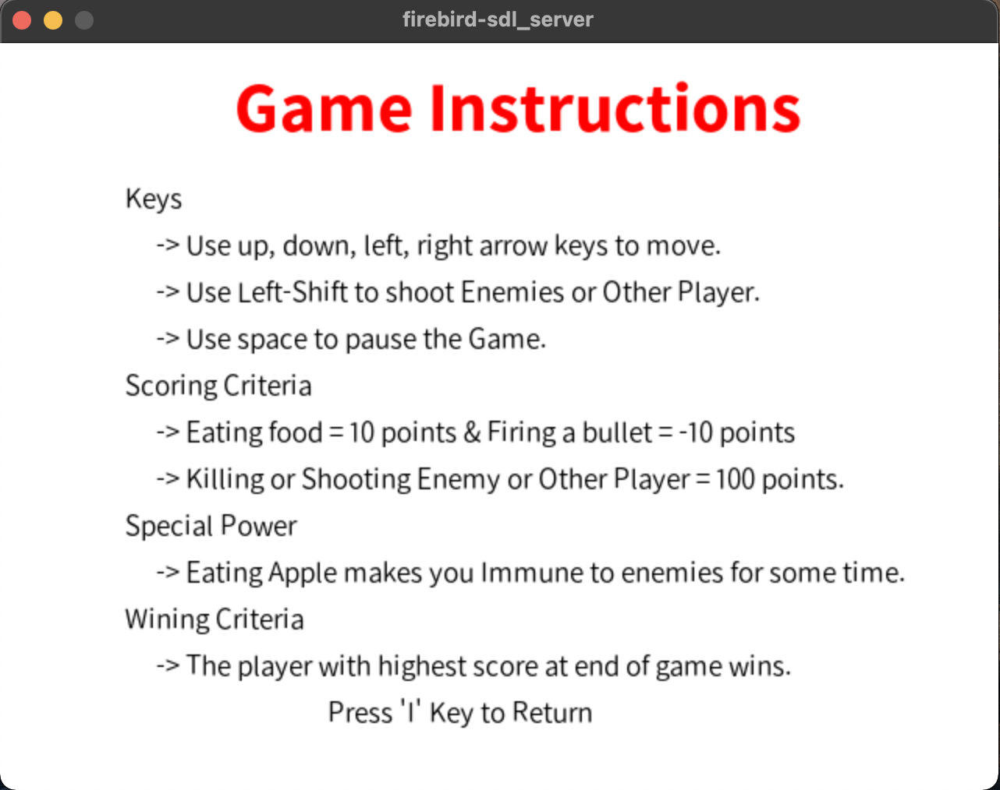 firebird-sdl_server
Game Instructions
Keys
-> Use up, down, left, right arrow keys to move.
-> Use Left-Shift to shoot Enemies or Other Player.
-> Use space to pause the Game.
Scoring Criteria
-> Eating food = 10 points & Firing a bullet = -10 points
-> Killing or Shooting Enemy or Other Player = 100 points.
Special Power
-> Eating Apple makes you Immune to enemies for some time.
Wining Criteria
-> The player with highest score at end of game wins.
Press 'I' Key to Return